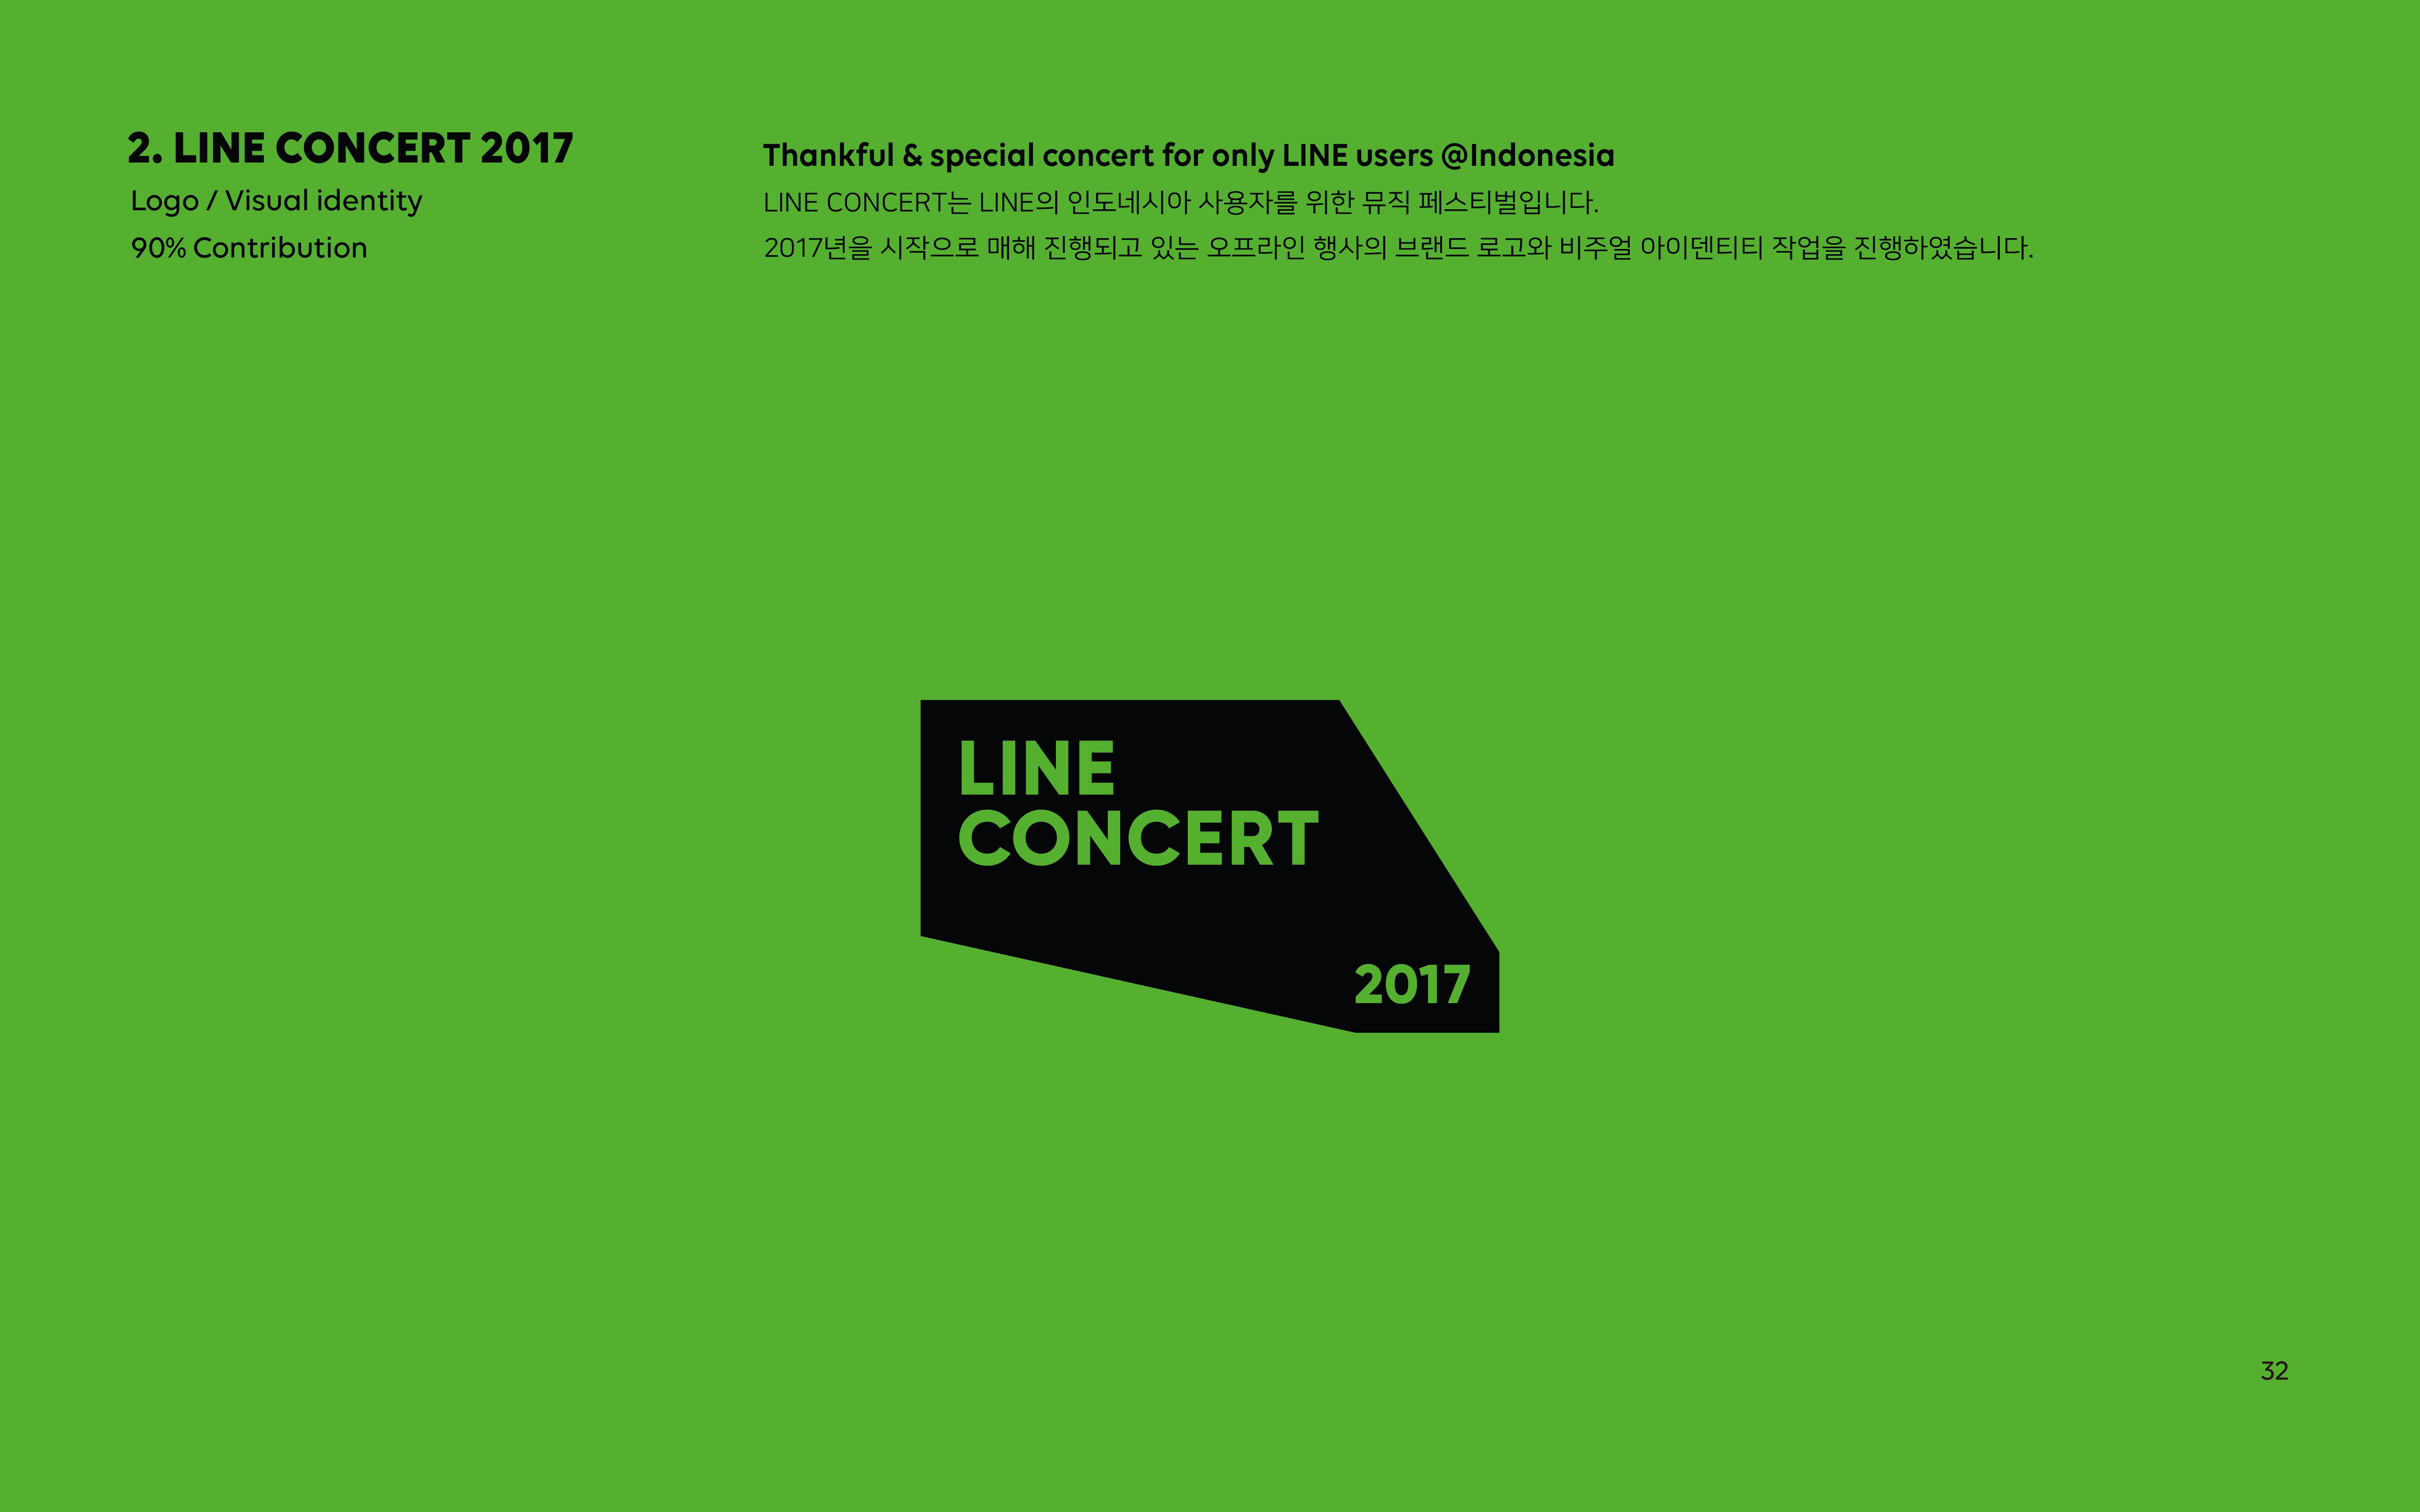 2. LINE CONCERT 2017
Logo / Visual identity
90% Contribution
Thankful & special concert for only LINE users @Indonesia
LINE CONCERT는 LINE의 인도네시아 사용자를 위한 뮤직 페스티벌입니다.
2017년을 시작으로 매해 진행되고 있는 오프라인 행사의 브랜드 로고와 비주얼 아이덴티티 작업을 진행하였습니다.
LINE
CONCERT
2017
32